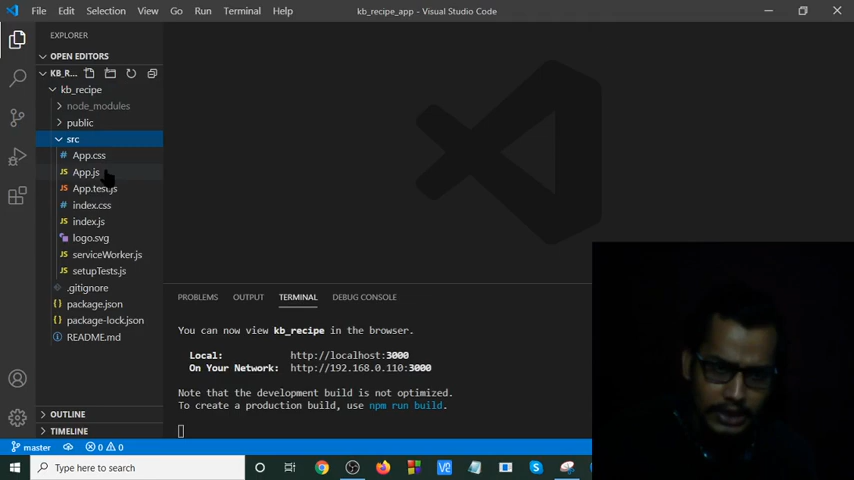 File Edit Selection View Go Run Terminal Help kb_recipe_app - Visual Studio Code
EXPLORER
OPEN EDITORS
KB_R...
kb_recipe
node_modules
public
src
# App.css
JS App.js
JS App.test.js
# index.css
JS index.js
logo.svg
JS serviceWorker.js
JS setupTests.js
.gitignore
{} package.json
{} package-lock.json
README.md
OUTLINE
TIMELINE
PROBLEMS OUTPUT TERMINAL DEBUG CONSOLE
You can now view kb_recipe in the browser.
Local: http://localhost:3000
On Your Network: http://192.168.0.110:3000
Note that the development build is not optimized.
To create a production build, use npm run build.
master 0 0
Type here to search